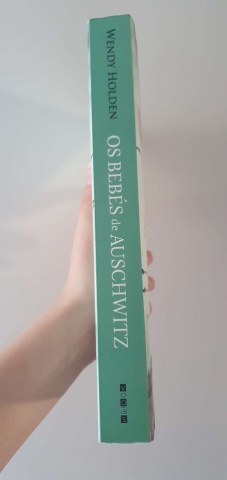 WENDY HOLDEN
OS BEBÉS de AUSCHWITZ